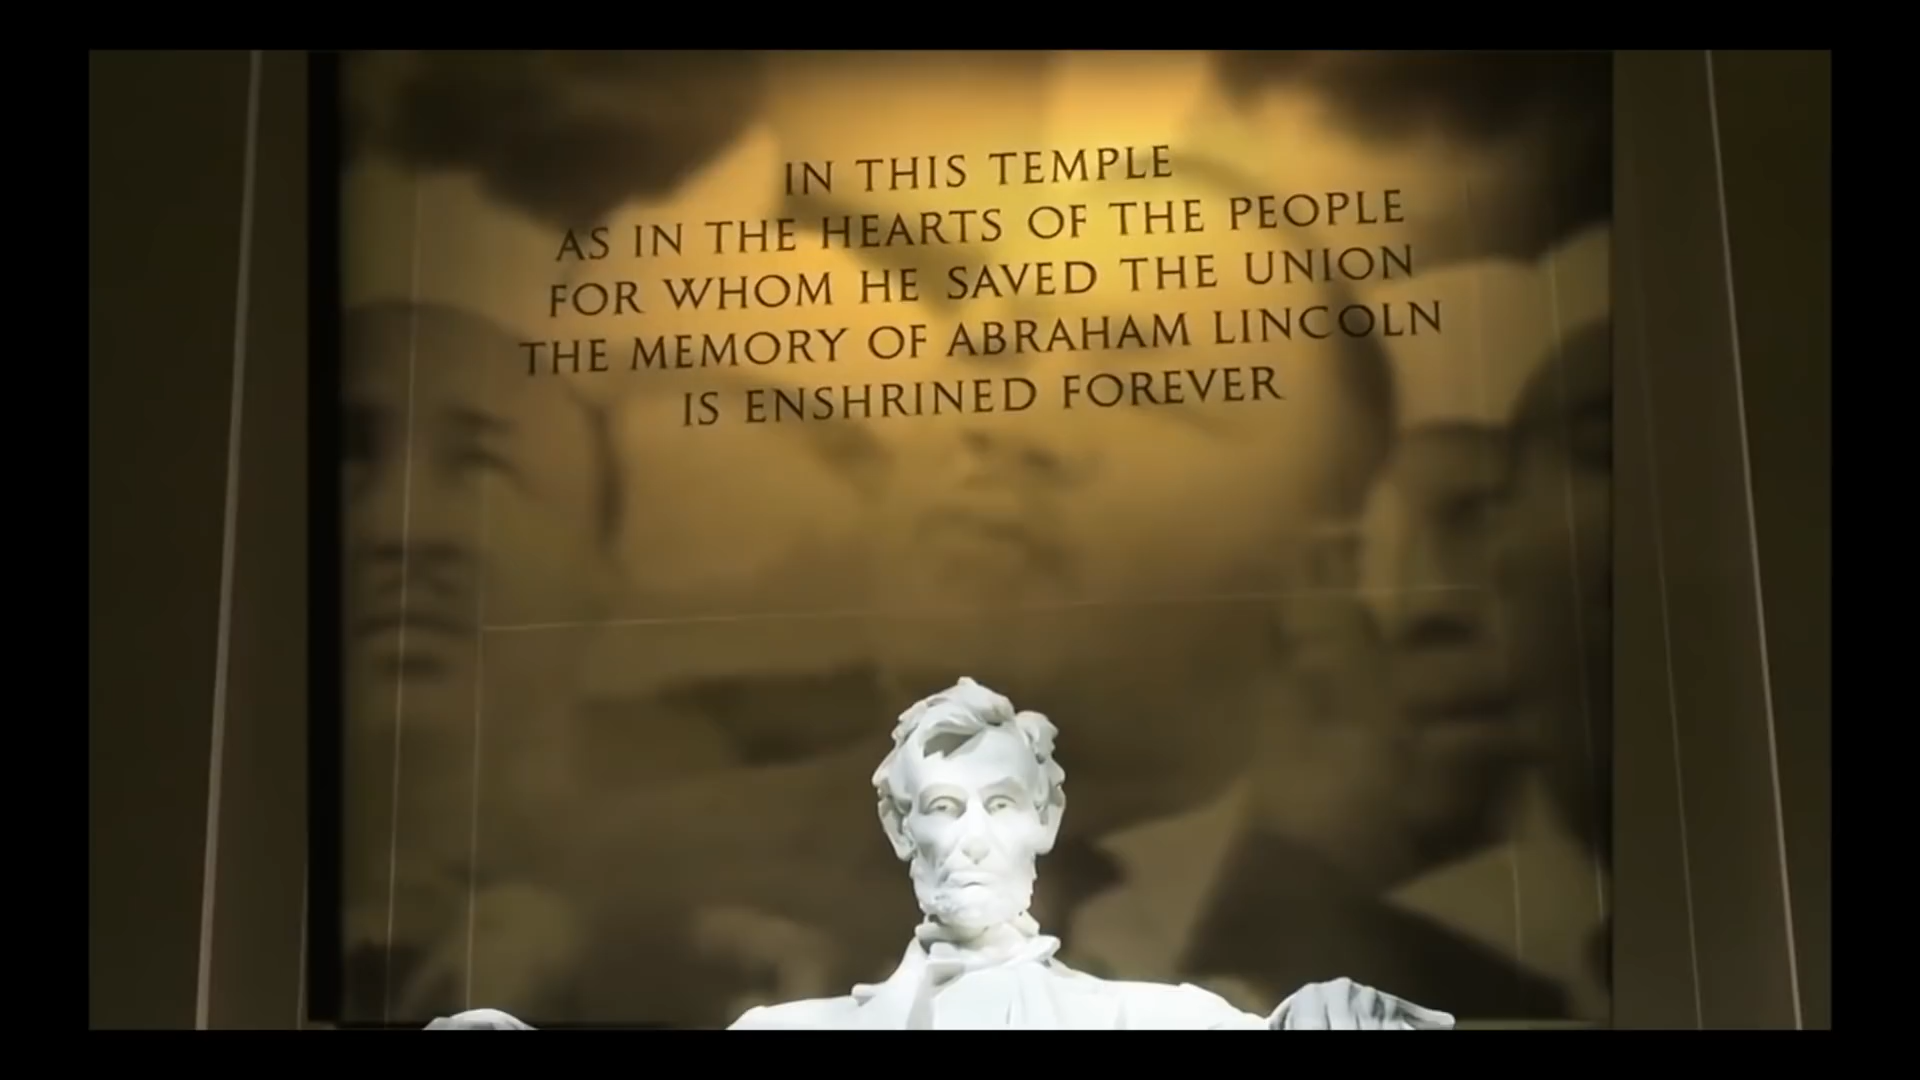 IN THIS TEMPLE
AS IN THE HEARTS OF THE PEOPLE
FOR WHOM HE SAVED THE UNION
THE MEMORY OF ABRAHAM LINCOLN
IS ENSHRINED FOREVER